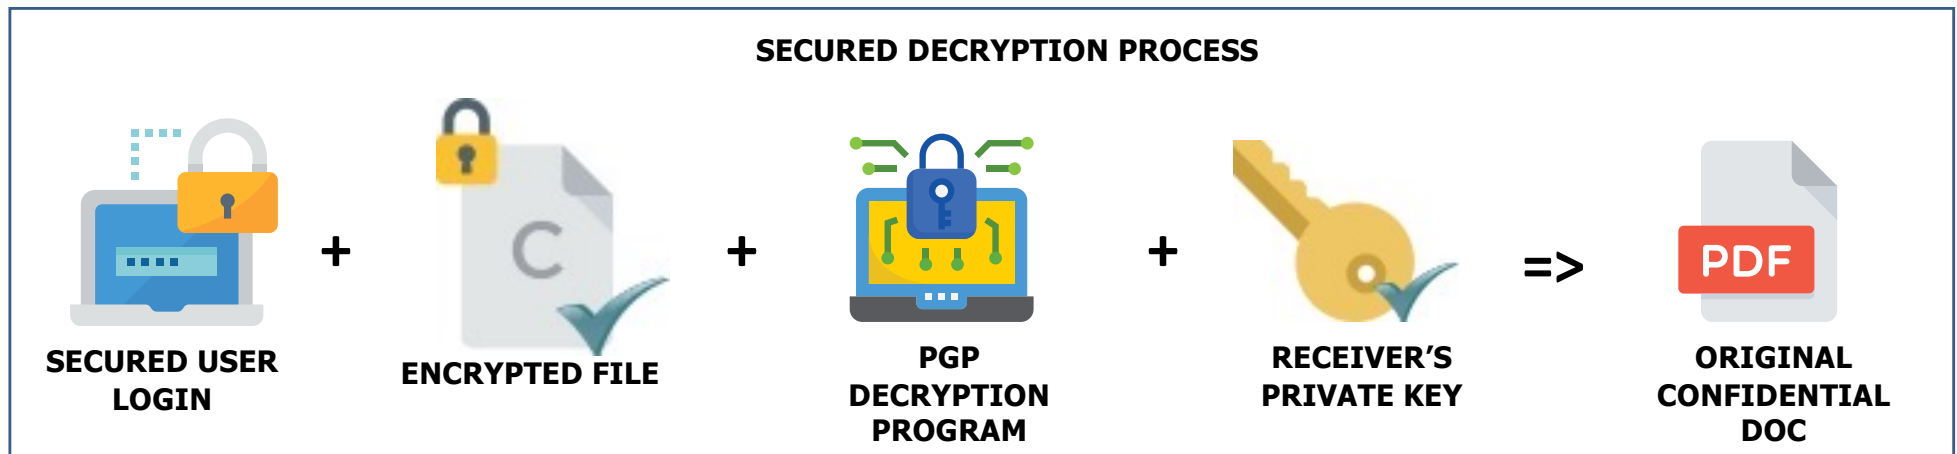 SECURED DECRYPTION PROCESS
+
+
+
=>
C
PDF
SECURED USER
LOGIN
ENCRYPTED FILE
PGP
DECRYPTION
PROGRAM
RECEIVER’S
PRIVATE KEY
ORIGINAL
CONFIDENTIAL
DOC